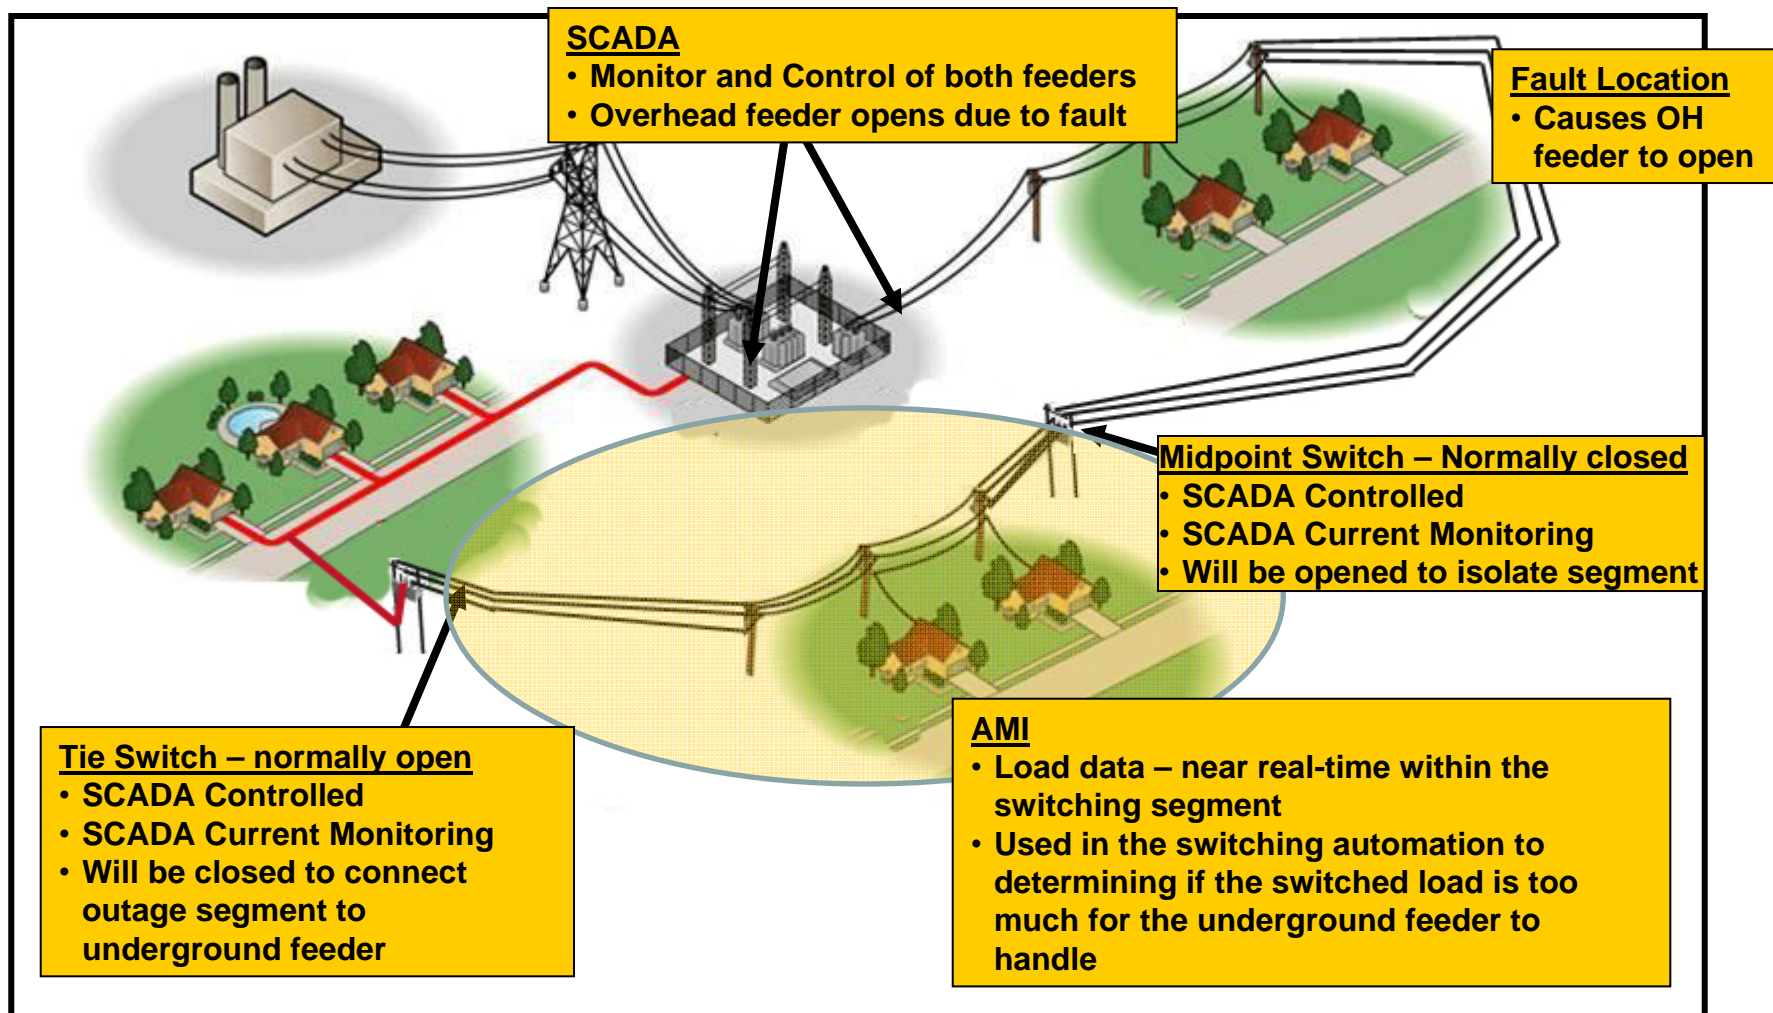 SCADA
• Monitor and Control of both feeders
• Overhead feeder opens due to fault
Fault Location
• Causes OH
feeder to open
Midpoint Switch – Normally closed
• SCADA Controlled
• SCADA Current Monitoring
• Will be opened to isolate segment
Tie Switch – normally open
• SCADA Controlled
• SCADA Current Monitoring
• Will be closed to connect
outage segment to
underground feeder
AMI
• Load data – near real-time within the
switching segment
• Used in the switching automation to
determining if the switched load is too
much for the underground feeder to
handle